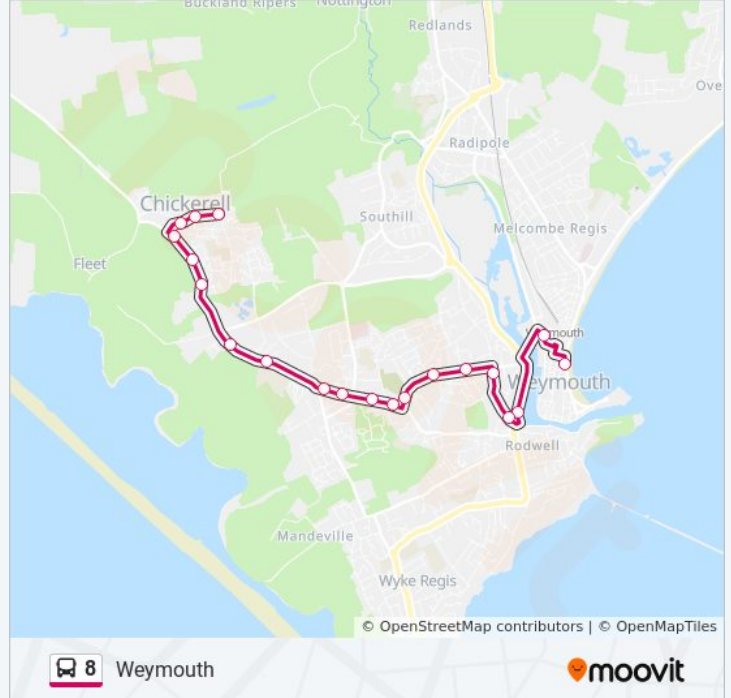 Buckland Ripers
Nottington
Redlands
Ove
Radipole
Chickerell
Southill
Melcombe Regis
Fleet
mouth
Weymouth
Rodwell
Mandeville
Wyke Regis
© OpenStreetMap contributors | © OpenMapTiles
8 Weymouth
moovit